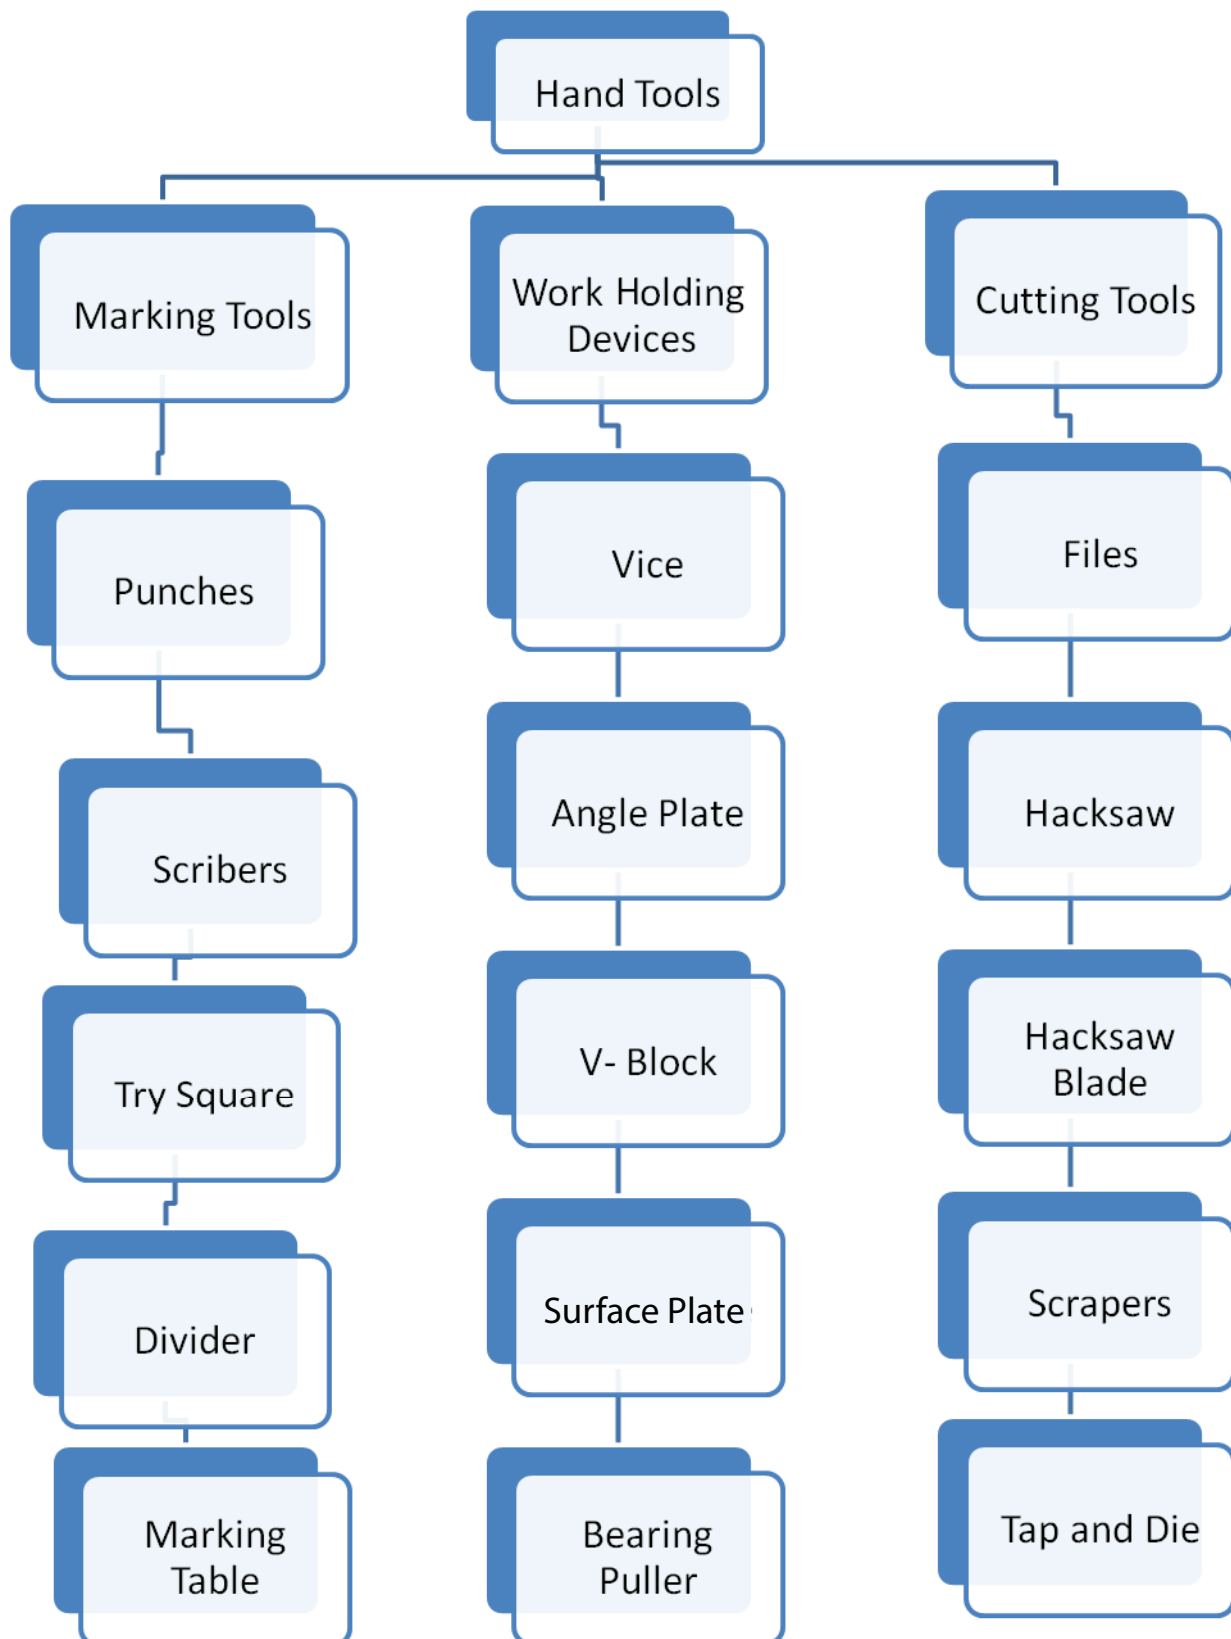 Hand Tools
Marking Tools
Work Holding
Devices
Cutting Tools
Punches
Vice
Files
Scribers
Angle Plate
Hacksaw
Try Square
V- Block
Hacksaw
Blade
Divider
Surface Plate
Scrapers
Marking
Table
Bearing
Puller
Tap and Die